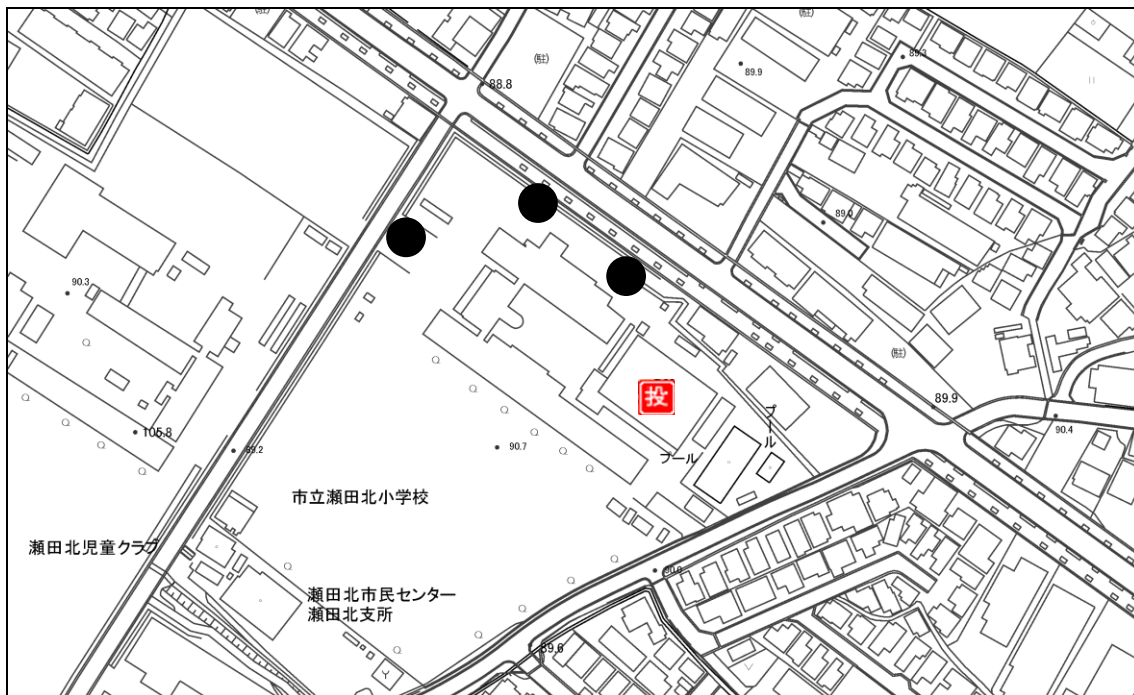 (駐)
89.3
88.8
(駐)
89.9
89.0
90.3
(駐)
投
89.9
プール
90.4
105.8
89.2
90.7
プール
市立瀬田北小学校
瀬田北児童クラブ
90.0
瀬田北市民センター
瀬田北支所
89.6